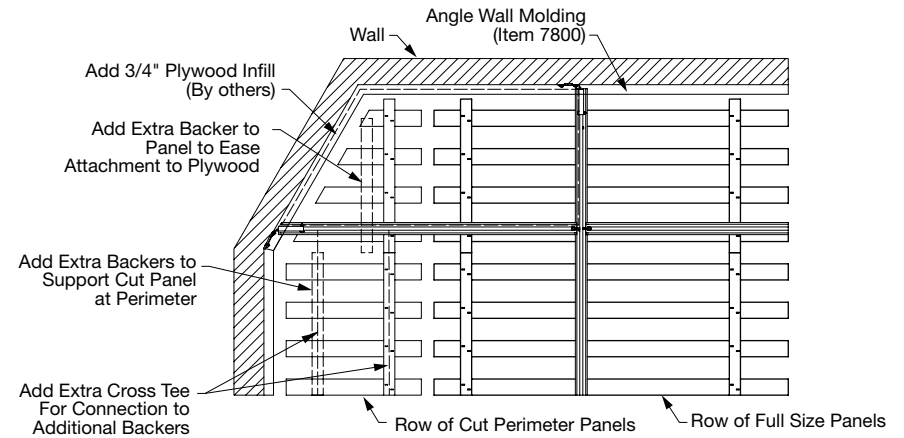 Angle Wall Molding
(Item 7800)
Wall
Add 3/4" Plywood Infill
(By others)
Add Extra Backer to
Panel to Ease
Attachment to Plywood
Add Extra Backers to
Support Cut Panel
at Perimeter
Add Extra Cross Tee
For Connection to
Additional Backers
Row of Cut Perimeter Panels
Row of Full Size Panels